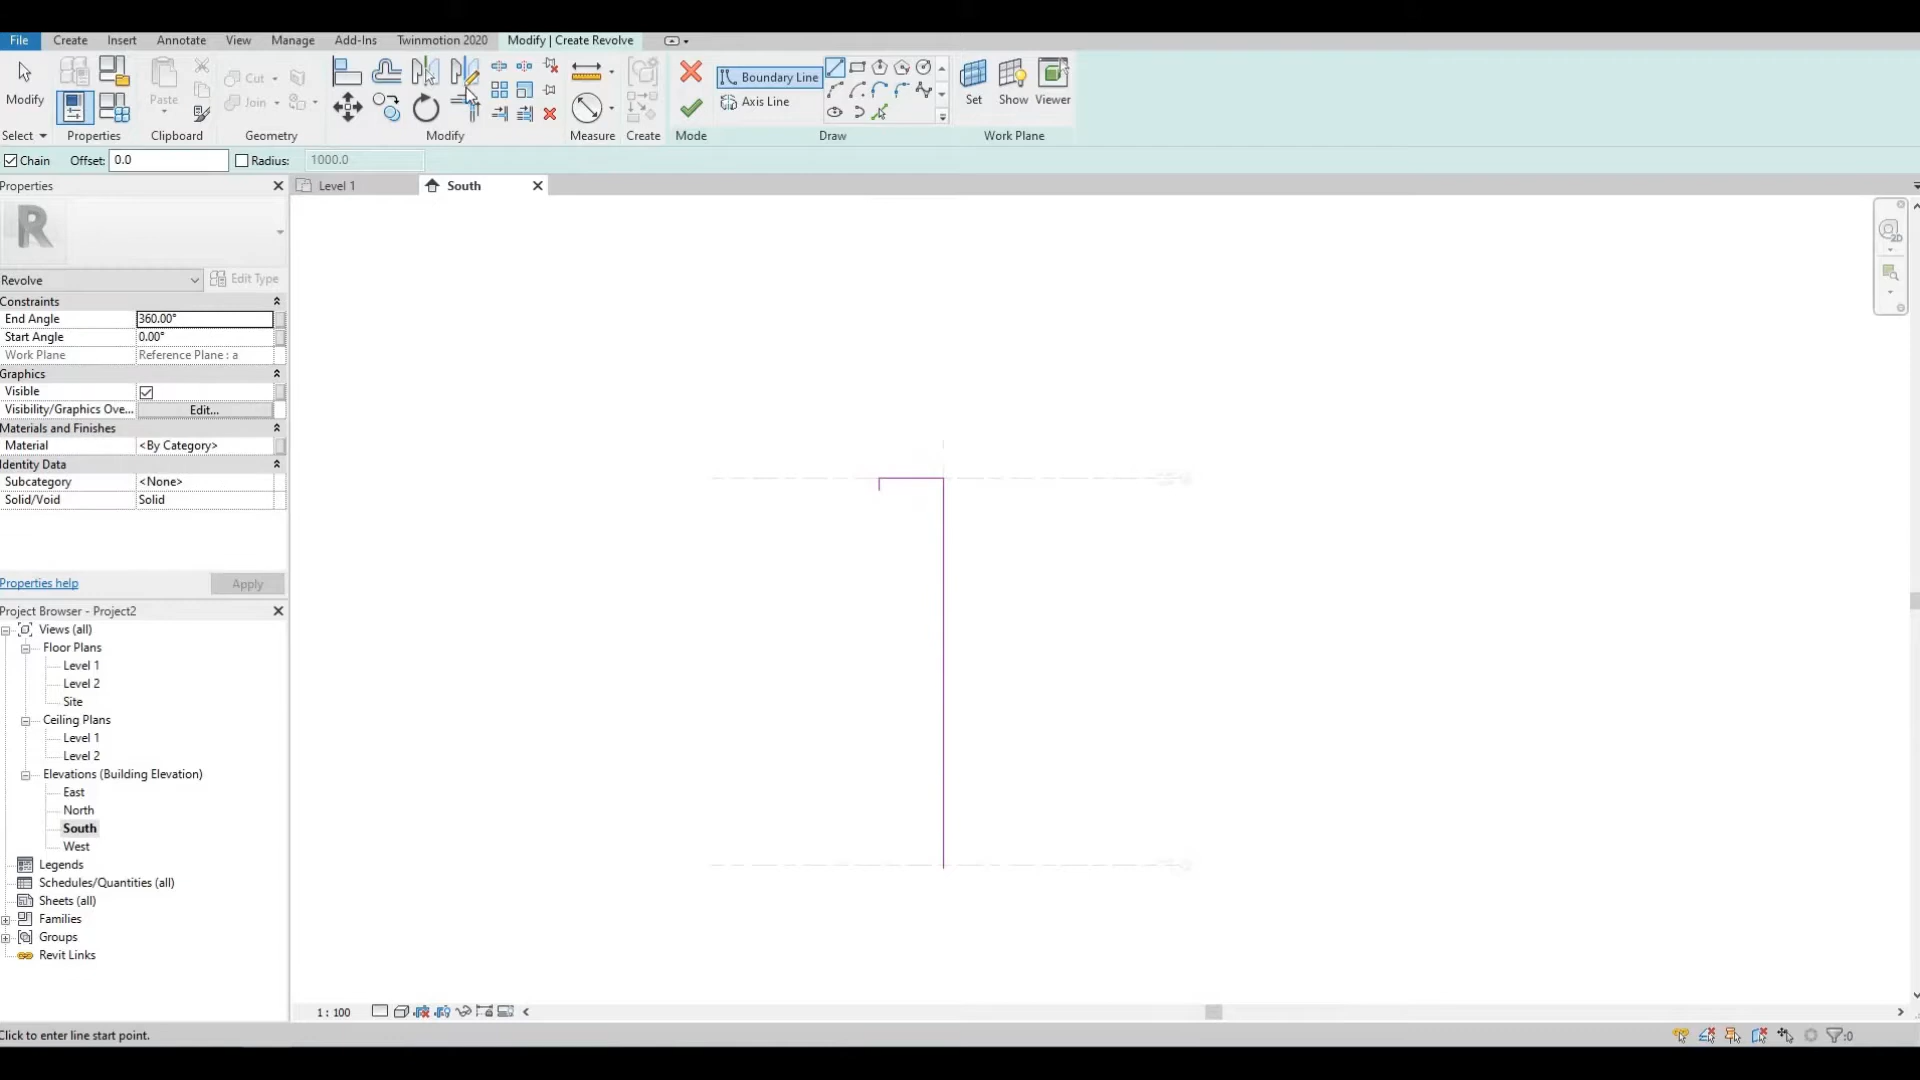 File Create Insert Annotate View Manage Add-Ins Twinmotion 2020 Modify | Create Revolve
Modify Paste Cut Join Boundary Line Axis Line Set Show Viewer
Select Properties Clipboard Geometry Modify Measure Create Mode Draw Work Plane
Chain Offset: 0.0 Radius: 1000.0
Properties
Level 1
South
R
Revolve
Edit Type
Constraints
End Angle 360.00°
Start Angle 0.00°
Work Plane Reference Plane : a
Graphics
Visible
Visibility/Graphics Ove... Edit...
Materials and Finishes
Material <By Category>
Identity Data
Subcategory <None>
Solid/Void Solid
Properties help
Apply
Project Browser - Project2
Views (all)
Floor Plans
Level 1
Level 2
Site
Ceiling Plans
Level 1
Level 2
Elevations (Building Elevation)
East
North
South
West
Legends
Schedules/Quantities (all)
Sheets (all)
Families
Groups
Revit Links
2D
1 : 100
Click to enter line start point.
:0